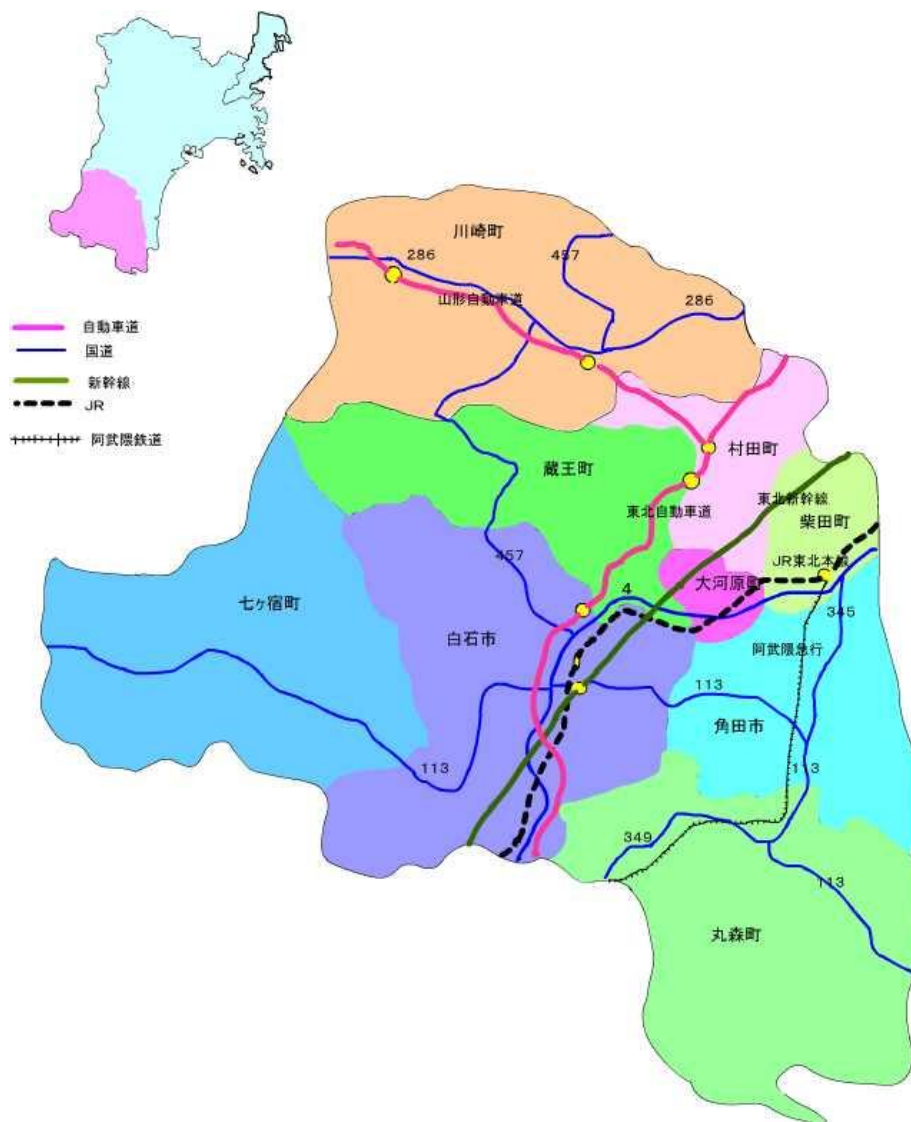 自動車道
国道
新幹線
JR
阿武隈鉄道
川崎町
286
457
山形自動車道
286
村田町
蔵王町
東北新幹線
東北自動車道
柴田町
457
JR東北本線
大河原町
4
七ヶ宿町
345
白石市
阿武隈急行
113
角田市
113
113
349
113
丸森町